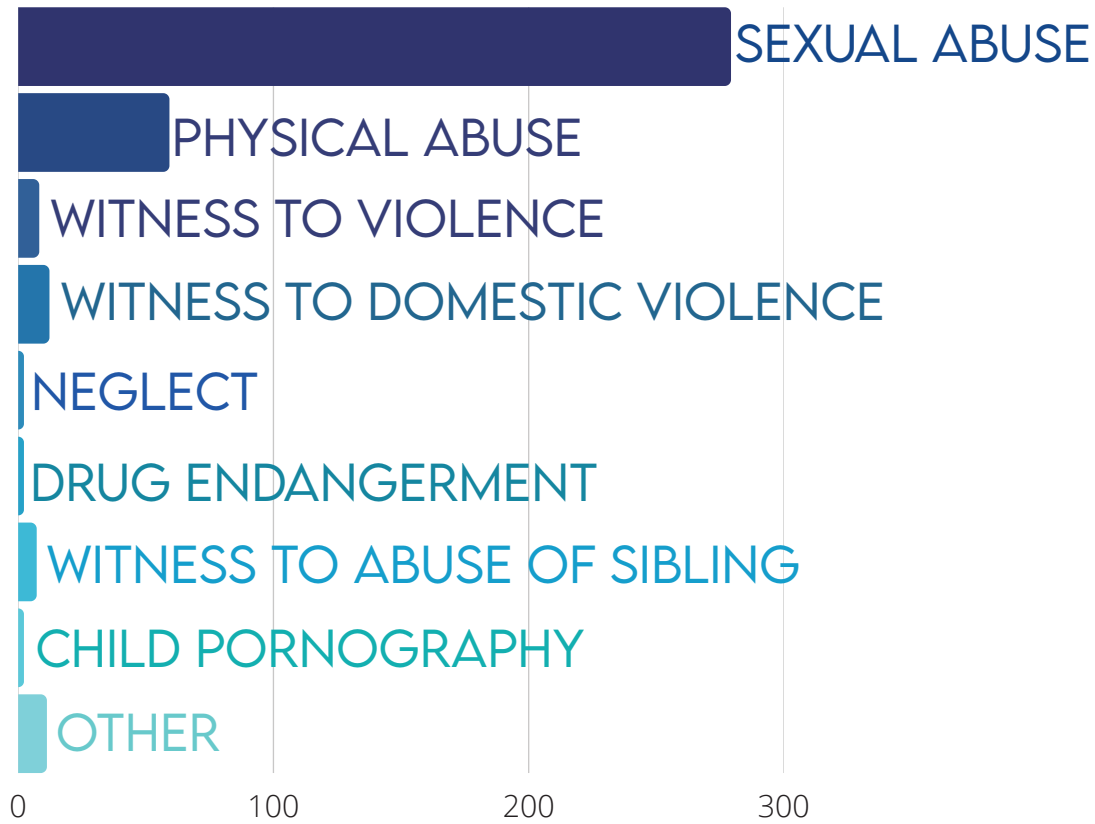 SEXUAL ABUSE
PHYSICAL ABUSE
WITNESS TO VIOLENCE
WITNESS TO DOMESTIC VIOLENCE
NEGLECT
DRUG ENDANGERMENT
WITNESS TO ABUSE OF SIBLING
CHILD PORNOGRAPHY
OTHER
0 100 200 300